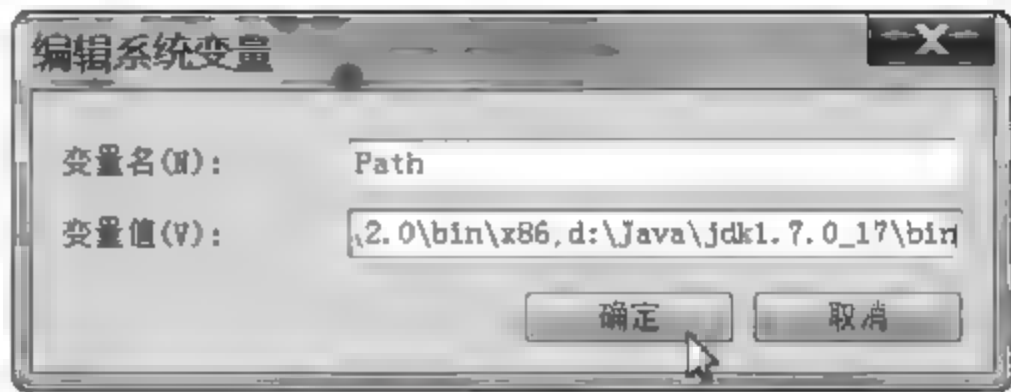 编辑系统变量
变量名(N): Path
变量值(V): .2.0\bin\x86,d:\Java\jdk1.7.0_17\bin
确定 取消